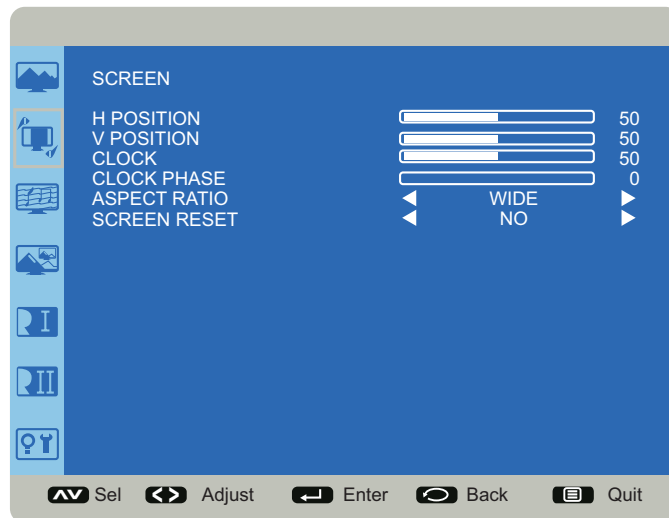 SCREEN
H POSITION 50
V POSITION 50
CLOCK 50
CLOCK PHASE 0
ASPECT RATIO WIDE
SCREEN RESET NO
I
II
Sel Adjust Enter Back Quit